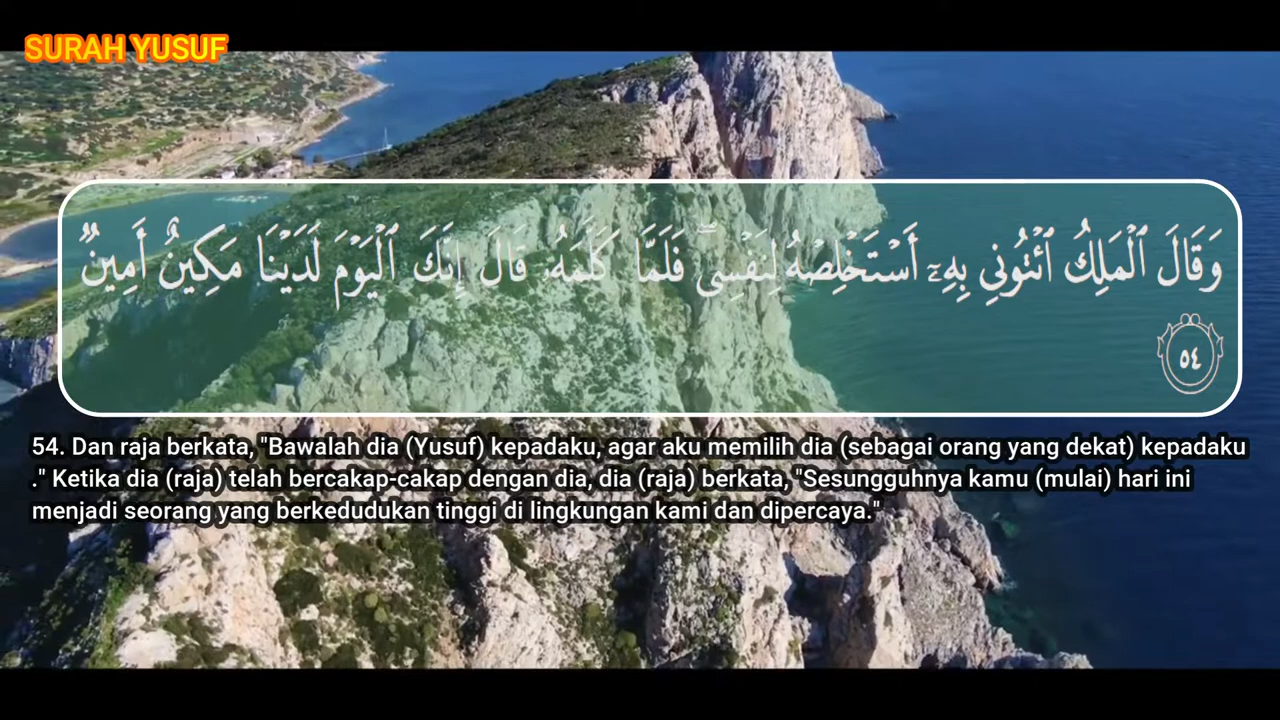 SURAH YUSUF
وَقَالَ ٱلْمَلِكُ ٱئْتُونِى بِهِۦٓ أَسْتَخْلِصْهُ لِنَفْسِى ۖ فَلَمَّا كَلَّمَهُۥ قَالَ إِنَّكَ ٱلْيَوْمَ لَدَيْنَا مَكِينٌ أَمِينٌ
٥٤
54. Dan raja berkata, "Bawalah dia (Yusuf) kepadaku, agar aku memilih dia (sebagai orang yang dekat) kepadaku
." Ketika dia (raja) telah bercakap-cakap dengan dia, dia (raja) berkata, "Sesungguhnya kamu (mulai) hari ini
menjadi seorang yang berkedudukan tinggi di lingkungan kami dan dipercaya."